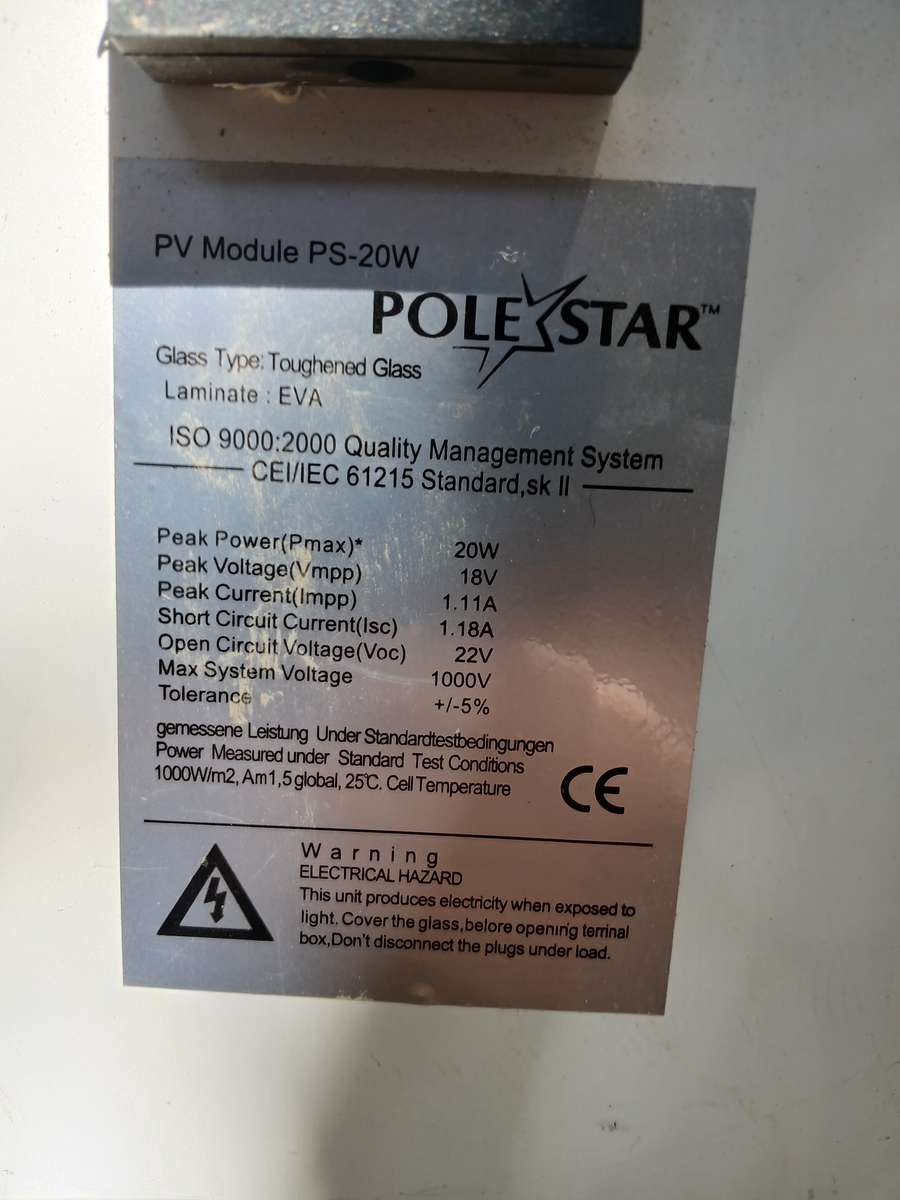 PV Module PS-20W
POLE STAR™
Glass Type: Toughened Glass
Laminate : EVA
ISO 9000:2000 Quality Management System
CEI/IEC 61215 Standard,sk II
Peak Power(Pmax)* 20W
Peak Voltage(Vmpp) 18V
Peak Current(Impp) 1.11A
Short Circuit Current(Isc) 1.18A
Open Circuit Voltage(Voc) 22V
Max System Voltage 1000V
Tolerance +/-5%
gemessene Leistung Under Standardtestbedingungen
Power Measured under Standard Test Conditions
1000W/m2, Am1,5 global, 25℃. Cell Temperature
CE
Warning
ELECTRICAL HAZARD
This unit produces electricity when exposed to
light. Cover the glass,belore opening terrinal
box,Don't disconnect the plugs under load.